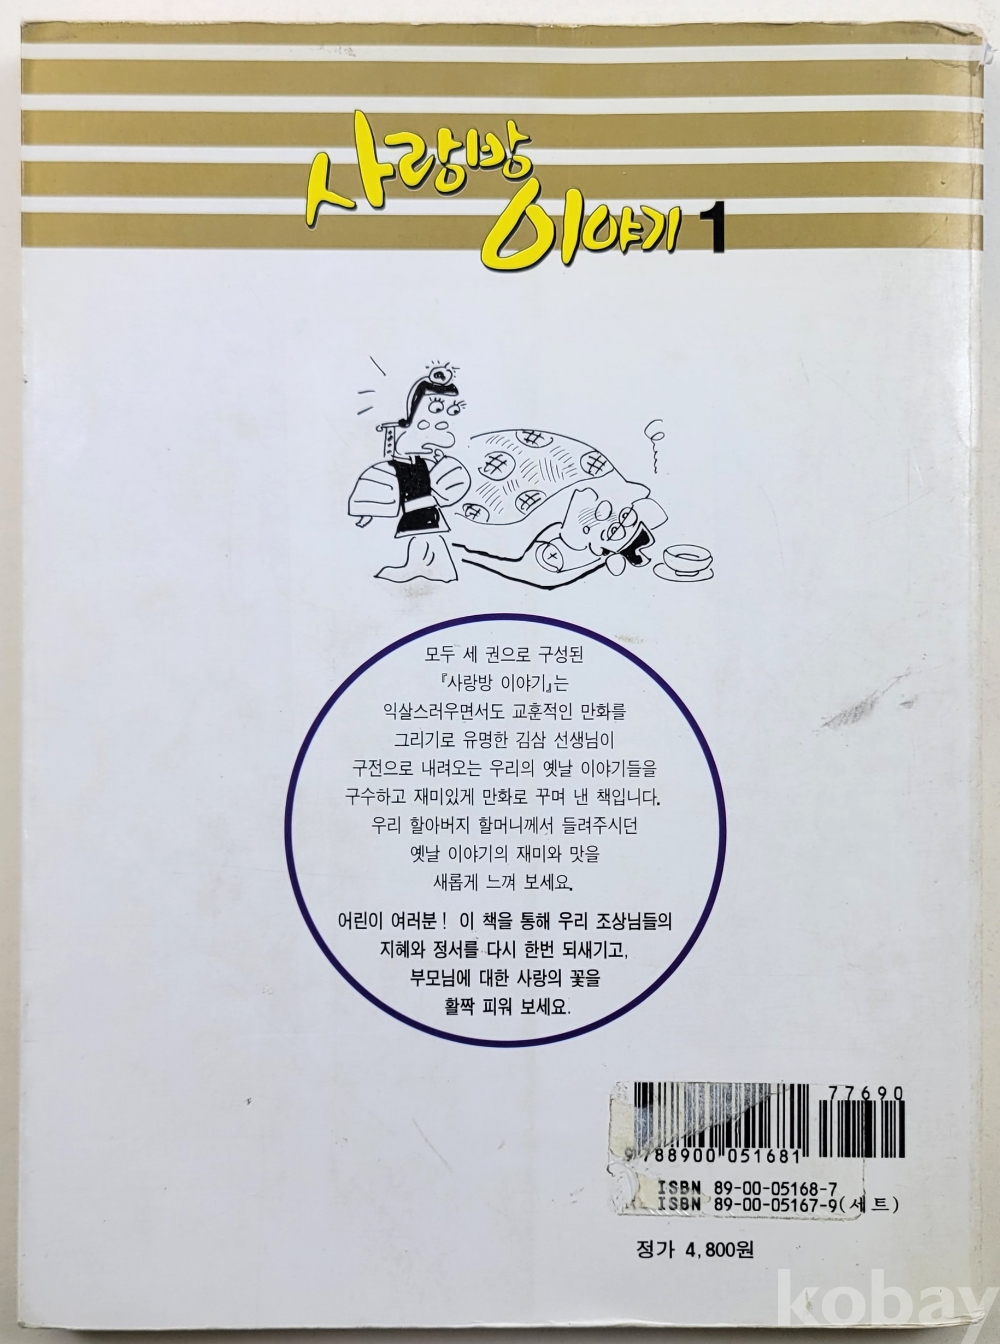 사랑방
이야기 1
모두 세 권으로 구성된
『사랑방 이야기』는
익살스러우면서도 교훈적인 만화를
그리기로 유명한 김삼 선생님이
구전으로 내려오는 우리의 옛날 이야기들을
구수하고 재미있게 만화로 꾸며 낸 책입니다.
우리 할아버지 할머니께서 들려주시던
옛날 이야기의 재미와 맛을
새롭게 느껴 보세요.
어린이 여러분! 이 책을 통해 우리 조상님들의
지혜와 정서를 다시 한번 되새기고,
부모님에 대한 사랑의 꽃을
활짝 피워 보세요.
77690
9788900051681
ISBN 89-00-05168-7
ISBN 89-00-05167-9(세트)
정가 4,800원
kobay